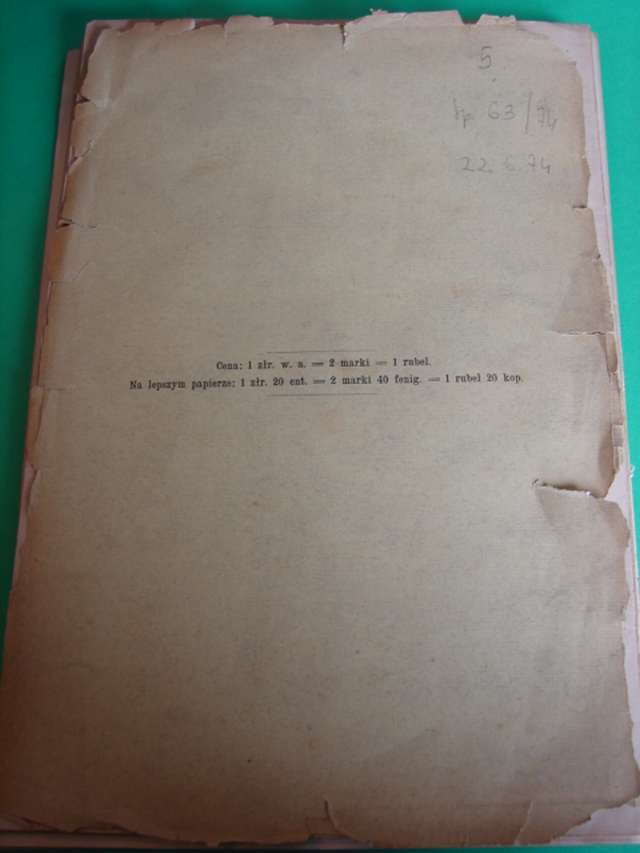 5.
63/74
22. 6. 74
Cena: 1 złr. w. a. = 2 marki = 1 rubel.
Na lepszym papierze: 1 złr. 20 cnt. = 2 marki 40 fenig. = 1 rubel 20 kop.